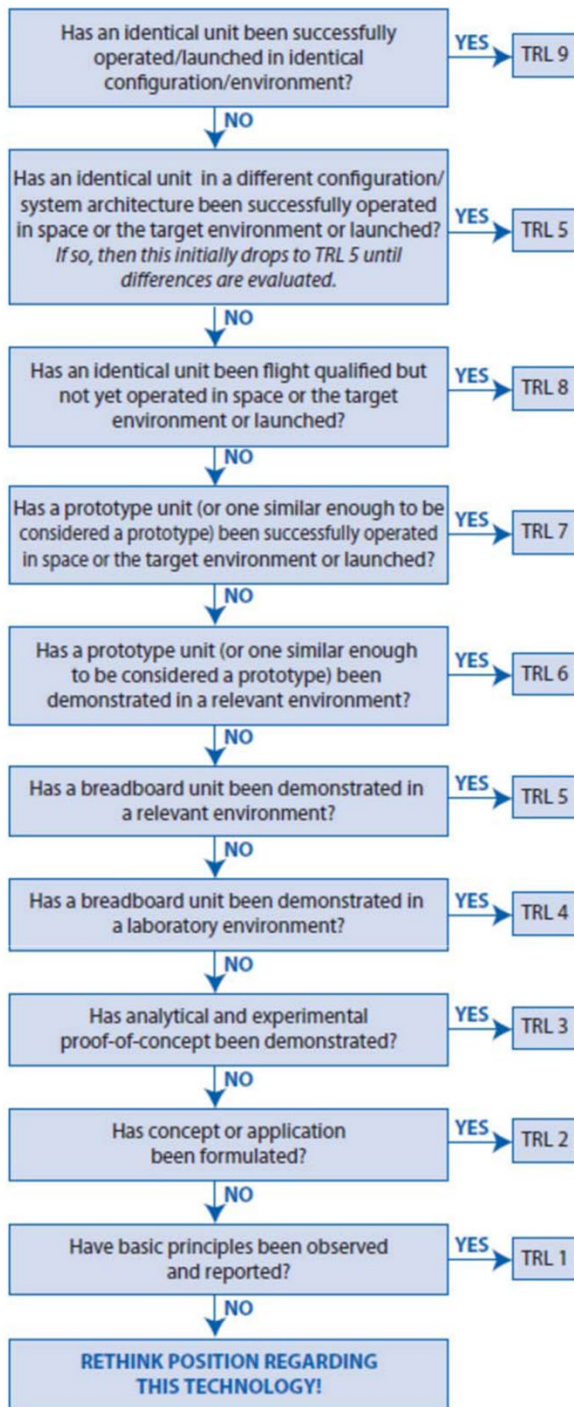 Has an identical unit been successfully
operated/launched in identical
configuration/environment?
YES
TRL 9
NO
Has an identical unit in a different configuration/
system architecture been successfully operated
in space or the target environment or launched?
If so, then this initially drops to TRL 5 until
differences are evaluated.
YES
TRL 5
NO
Has an identical unit been flight qualified but
not yet operated in space or the target
environment or launched?
YES
TRL 8
NO
Has a prototype unit (or one similar enough to be
considered a prototype) been successfully operated
in space or the target environment or launched?
YES
TRL 7
NO
Has a prototype unit (or one similar enough
to be considered a prototype) been
demonstrated in a relevant environment?
YES
TRL 6
NO
Has a breadboard unit been demonstrated in
a relevant environment?
YES
TRL 5
NO
Has a breadboard unit been demonstrated in
a laboratory environment?
YES
TRL 4
NO
Has analytical and experimental
proof-of-concept been demonstrated?
YES
TRL 3
NO
Has concept or application
been formulated?
YES
TRL 2
NO
Have basic principles been observed
and reported?
YES
TRL 1
NO
RETHINK POSITION REGARDING
THIS TECHNOLOGY!